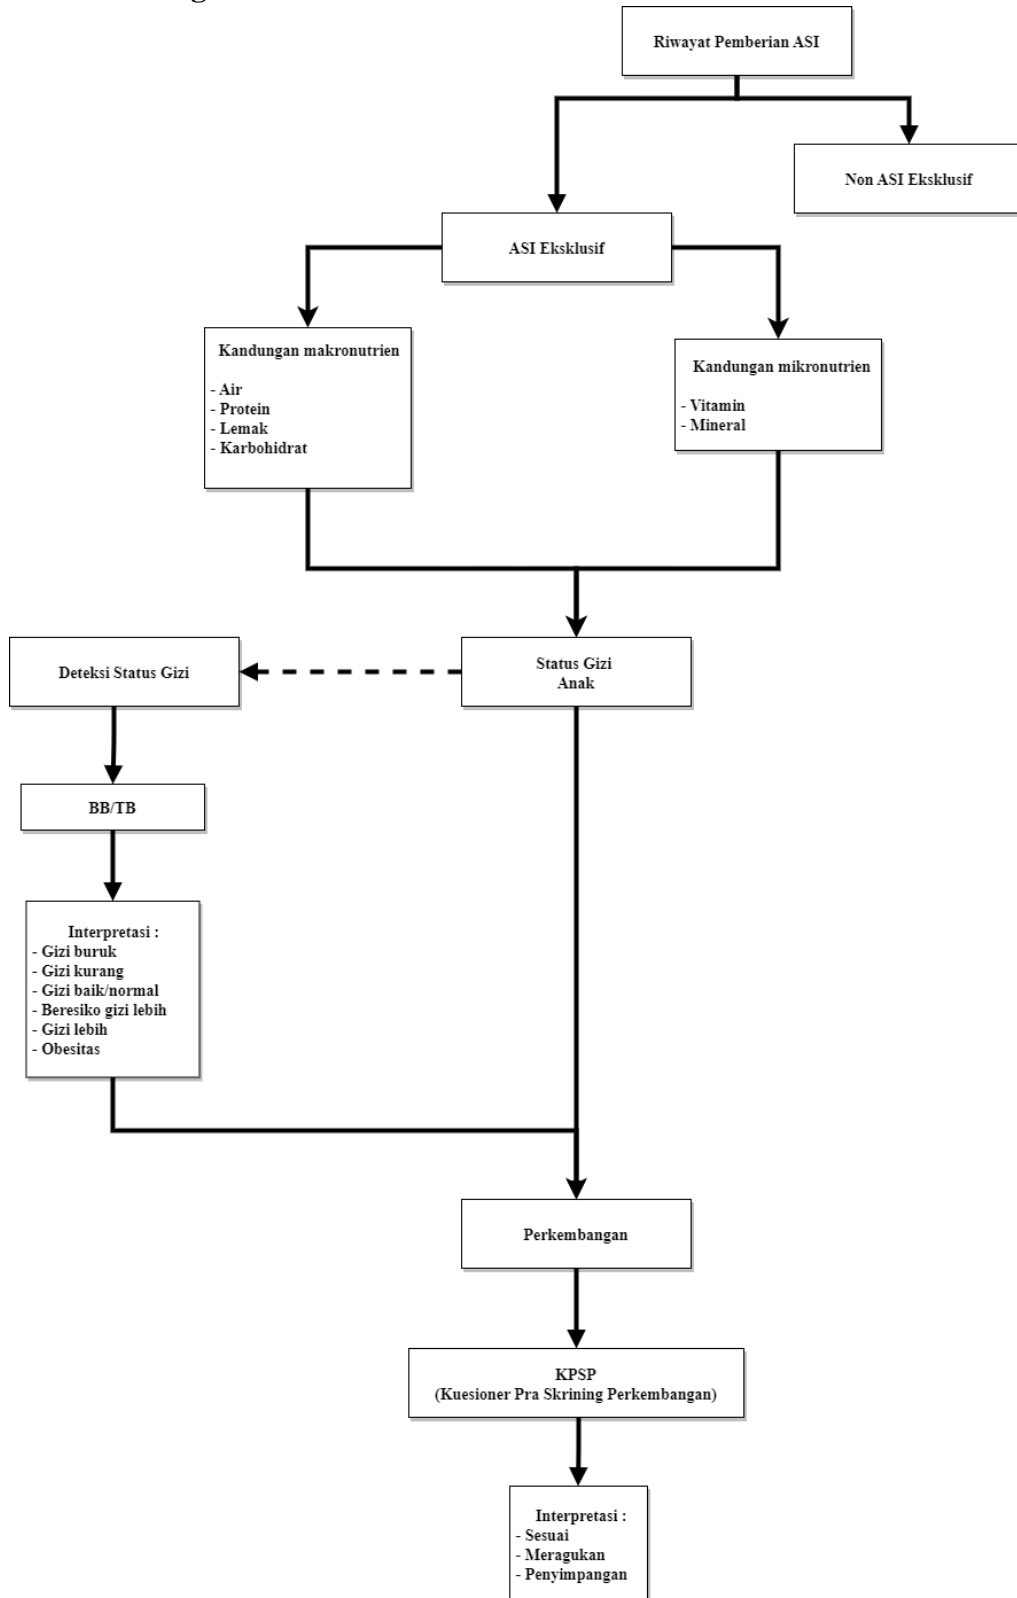 Riwayat Pemberian ASI
Non ASI Eksklusif
ASI Eksklusif
Kandungan makronutrien
- Air
- Protein
- Lemak
- Karbohidrat
Kandungan mikronutrien
- Vitamin
- Mineral
Deteksi Status Gizi
Status Gizi
Anak
BB/TB
Interpretasi :
- Gizi buruk
- Gizi kurang
- Gizi baik/normal
- Beresiko gizi lebih
- Gizi lebih
- Obesitas
Perkembangan
KPSP
(Kuesioner Pra Skrining Perkembangan)
Interpretasi :
- Sesuai
- Meragukan
- Penyimpangan